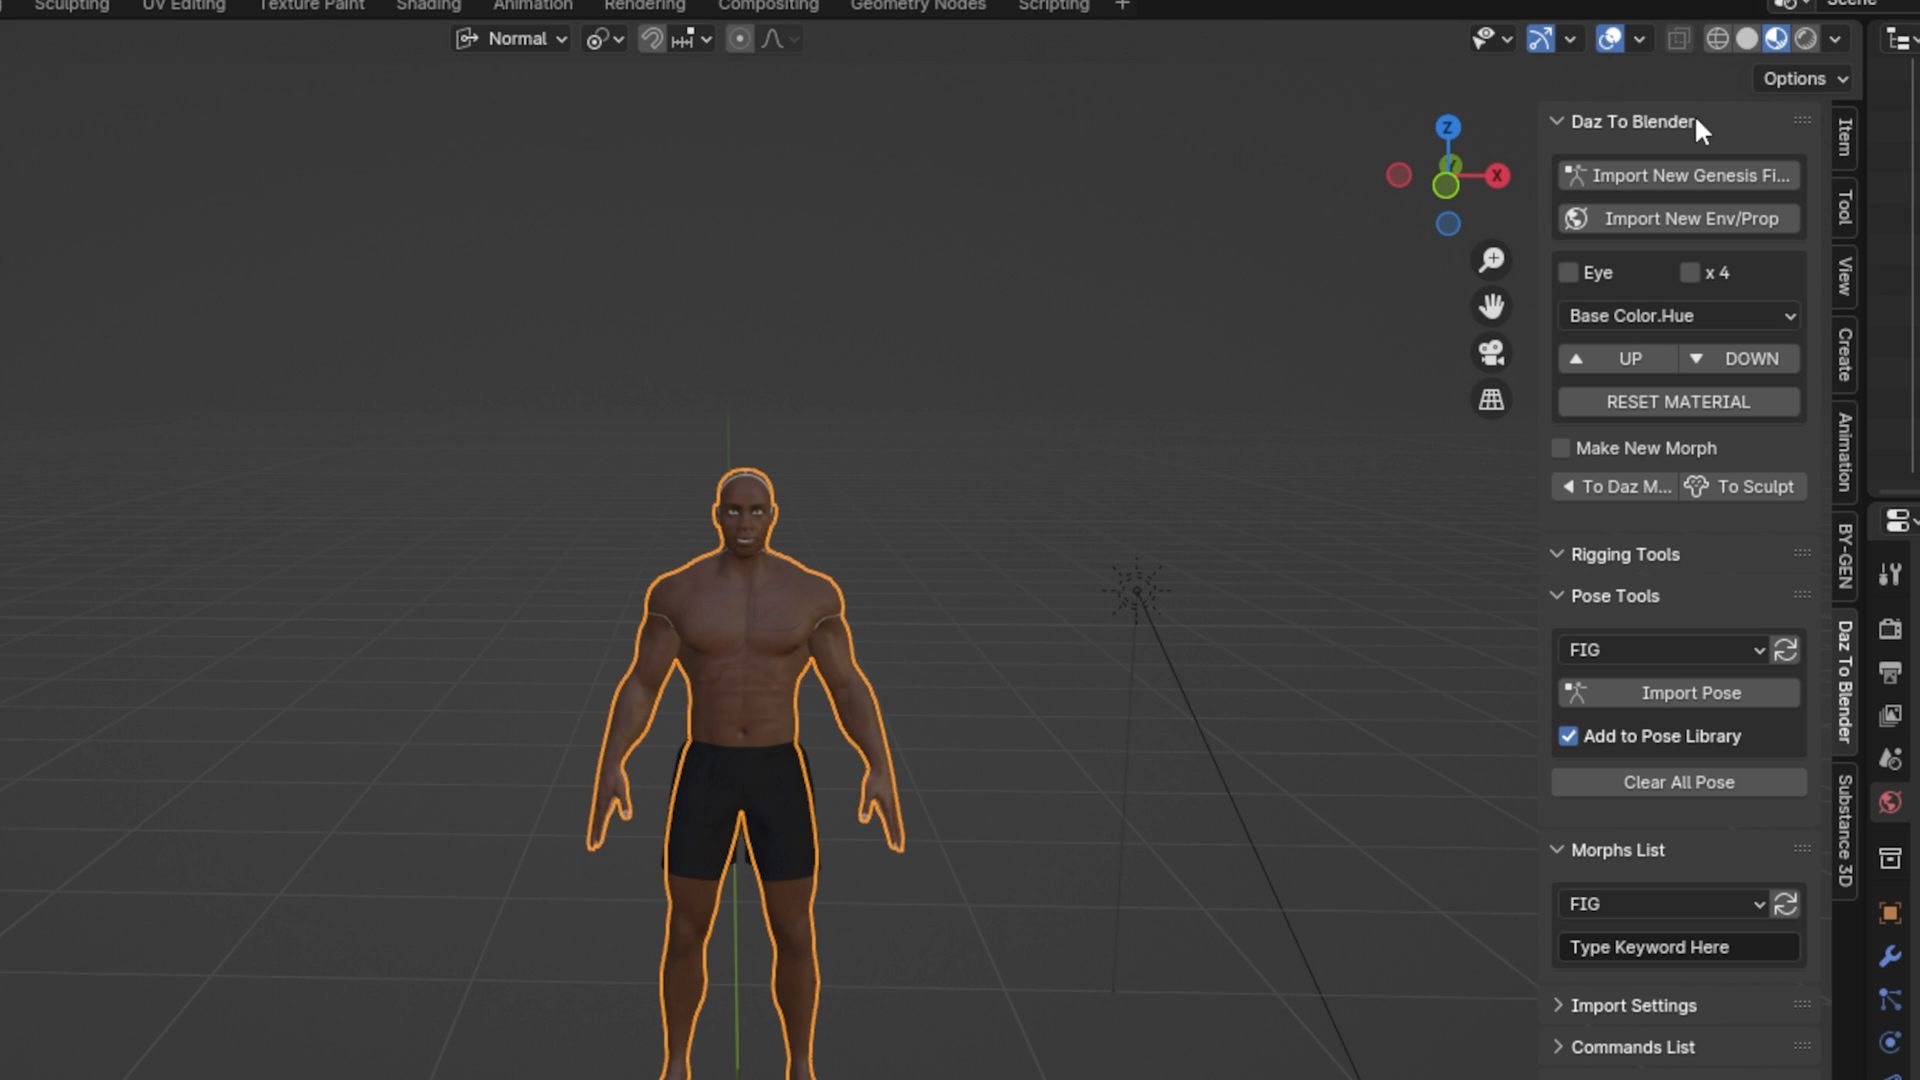 Sculpting UV Editing Texture Paint Shading Animation Rendering Compositing Geometry Nodes Scripting + Scene
Normal
Options
Z
X
Daz To Blender
Import New Genesis Fi...
Import New Env/Prop
Eye x 4
Base Color.Hue
UP DOWN
RESET MATERIAL
Make New Morph
To Daz M... To Sculpt
Rigging Tools
Pose Tools
FIG
Import Pose
Add to Pose Library
Clear All Pose
Morphs List
FIG
Type Keyword Here
Import Settings
Commands List
Item
Tool
View
Create
Animation
BY-GEN
Daz To Blender
Substance 3D